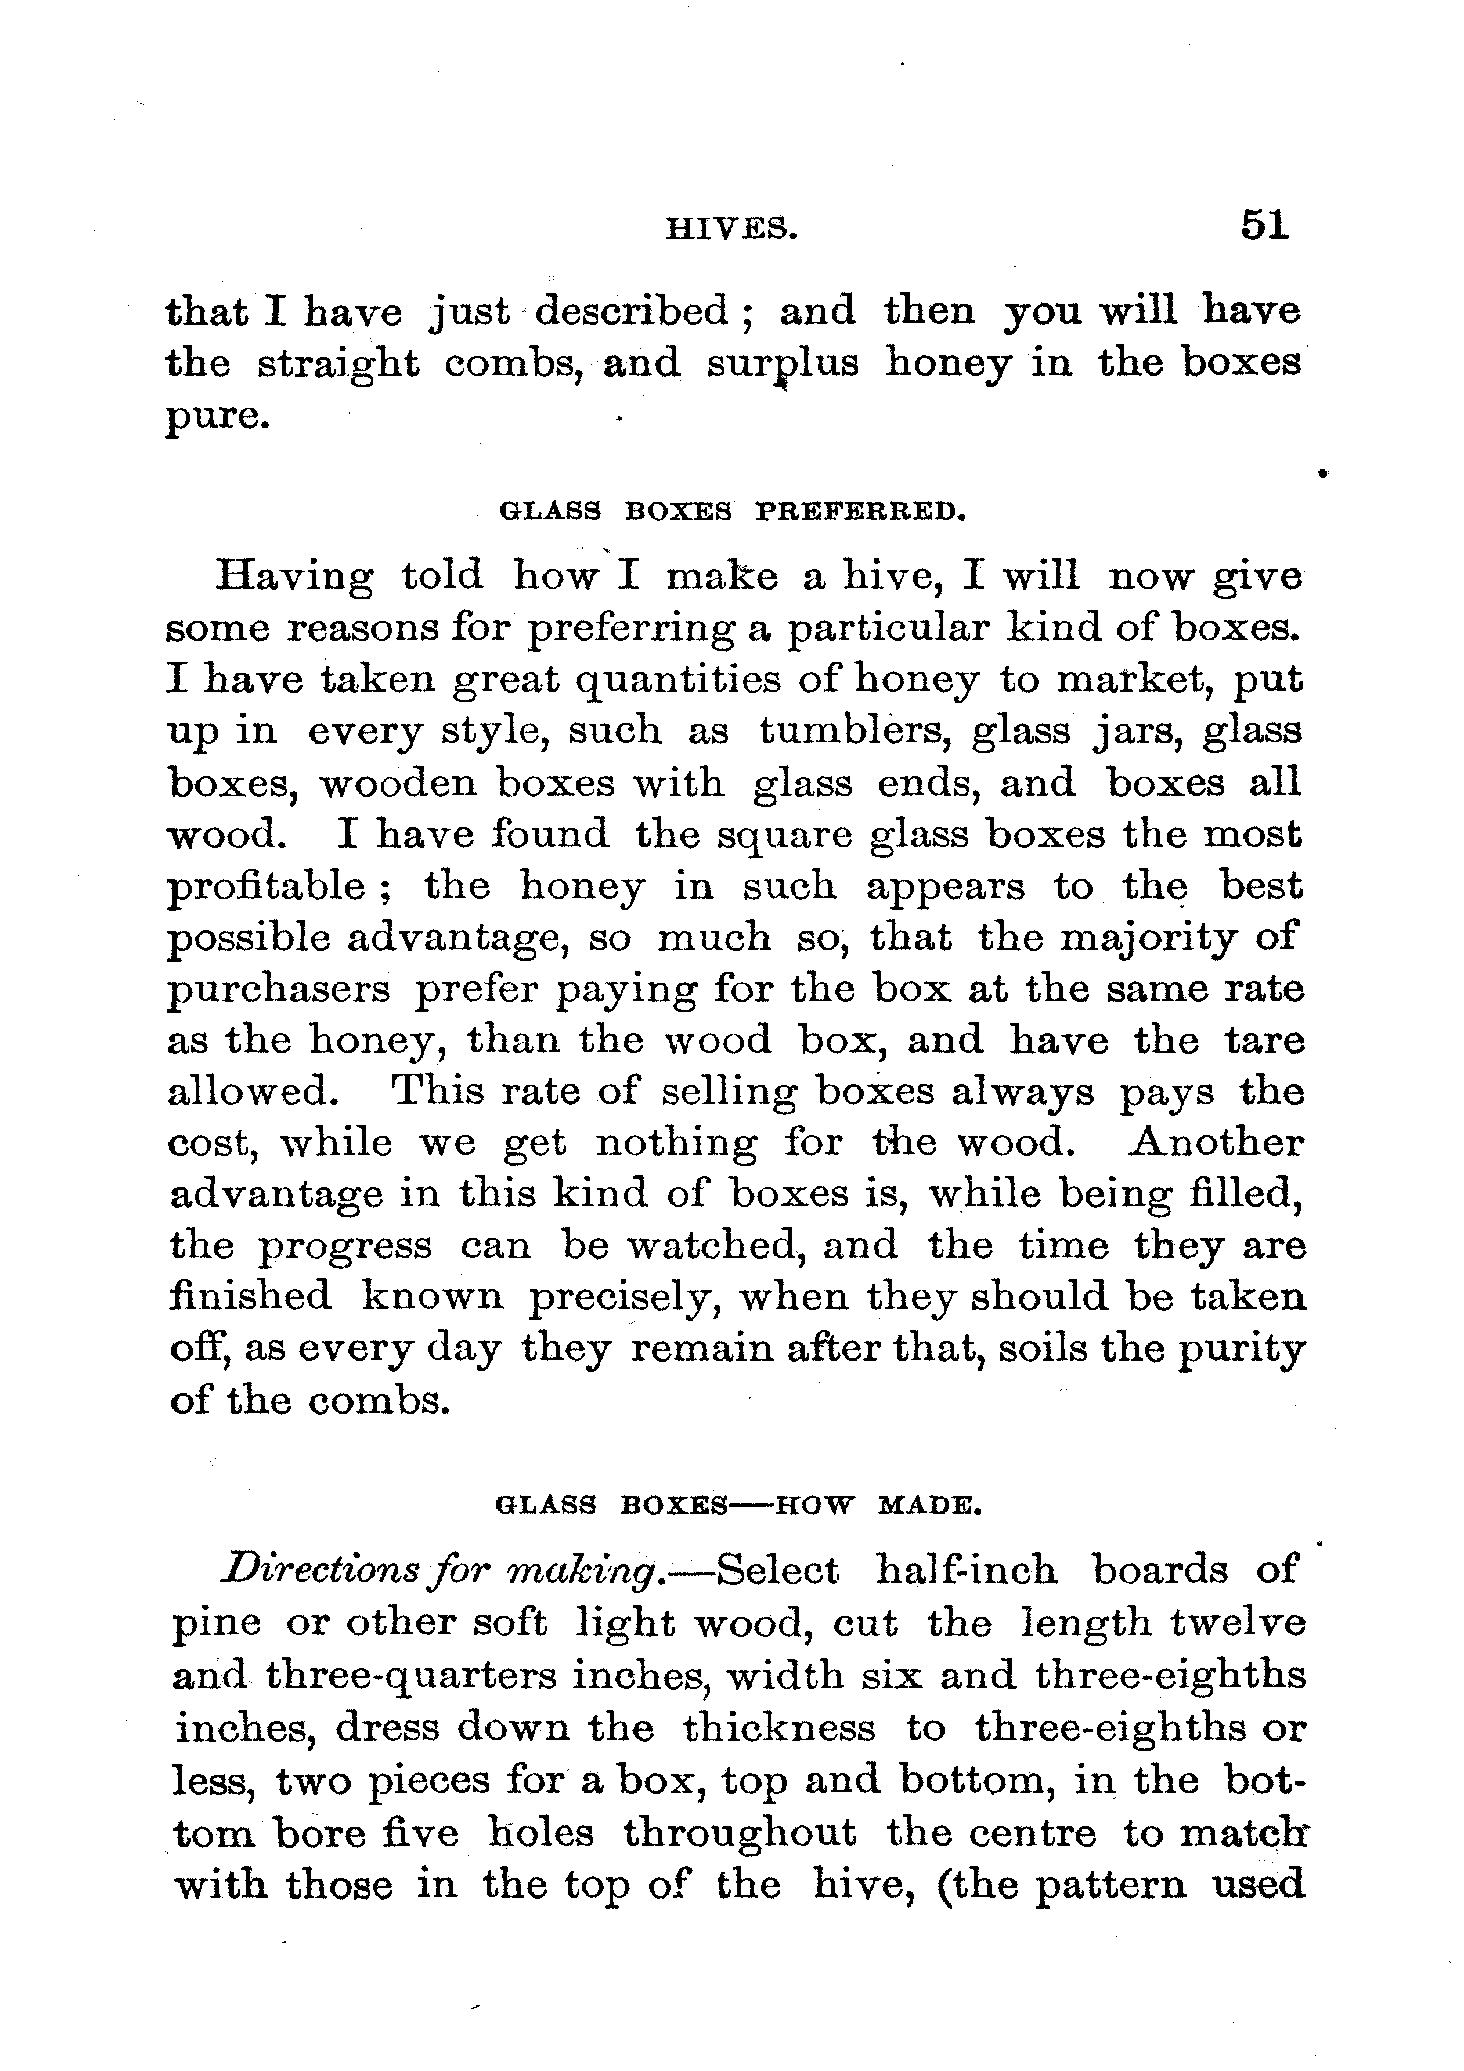 HIVES. 51
that I have just described ; and then you will have
the straight combs, and surplus honey in the boxes
pure.
GLASS BOXES PREFERRED.
Having told how I make a hive, I will now give
some reasons for preferring a particular kind of boxes.
I have taken great quantities of honey to market, put
up in every style, such as tumblers, glass jars, glass
boxes, wooden boxes with glass ends, and boxes all
wood. I have found the square glass boxes the most
profitable ; the honey in such appears to the best
possible advantage, so much so, that the majority of
purchasers prefer paying for the box at the same rate
as the honey, than the wood box, and have the tare
allowed. This rate of selling boxes always pays the
cost, while we get nothing for the wood. Another
advantage in this kind of boxes is, while being filled,
the progress can be watched, and the time they are
finished known precisely, when they should be taken
off, as every day they remain after that, soils the purity
of the combs.
GLASS BOXES—HOW MADE.
Directions for making.—Select half-inch boards of
pine or other soft light wood, cut the length twelve
and three-quarters inches, width six and three-eighths
inches, dress down the thickness to three-eighths or
less, two pieces for a box, top and bottom, in the bot-
tom bore five holes throughout the centre to match
with those in the top of the hive, (the pattern used